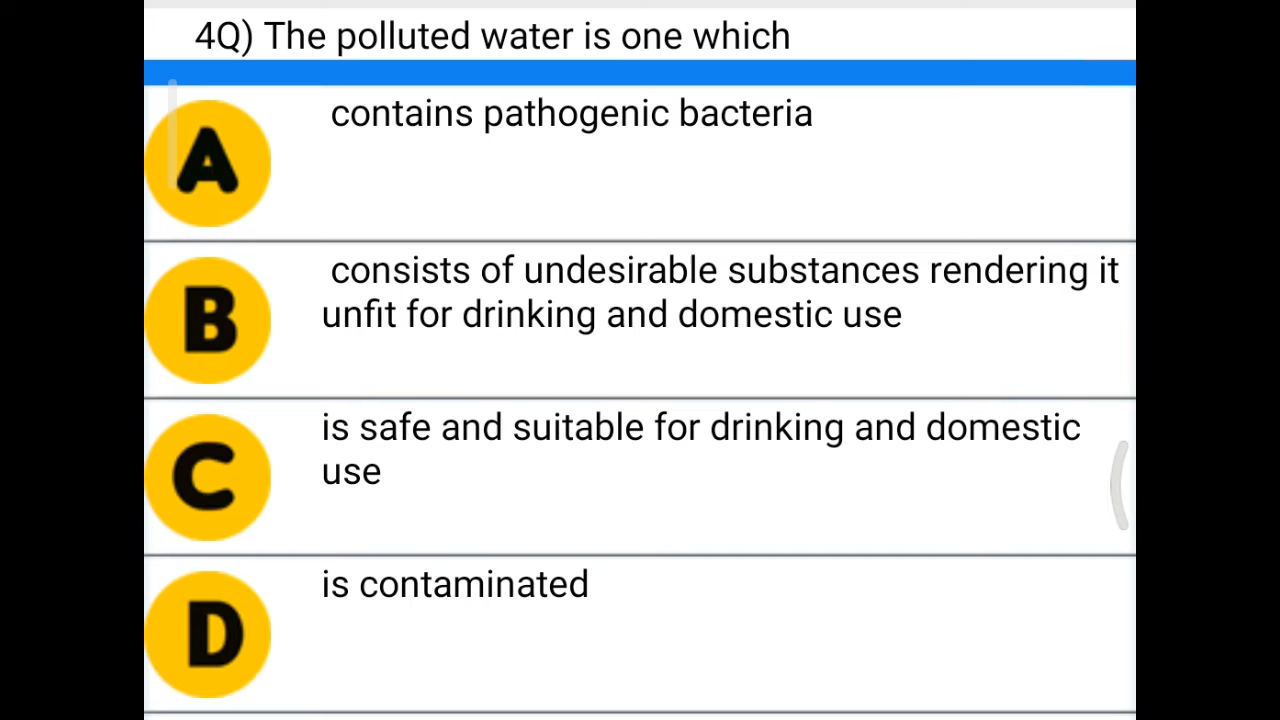 4Q) The polluted water is one which
A
contains pathogenic bacteria
B
consists of undesirable substances rendering it
unfit for drinking and domestic use
C
is safe and suitable for drinking and domestic
use
D
is contaminated